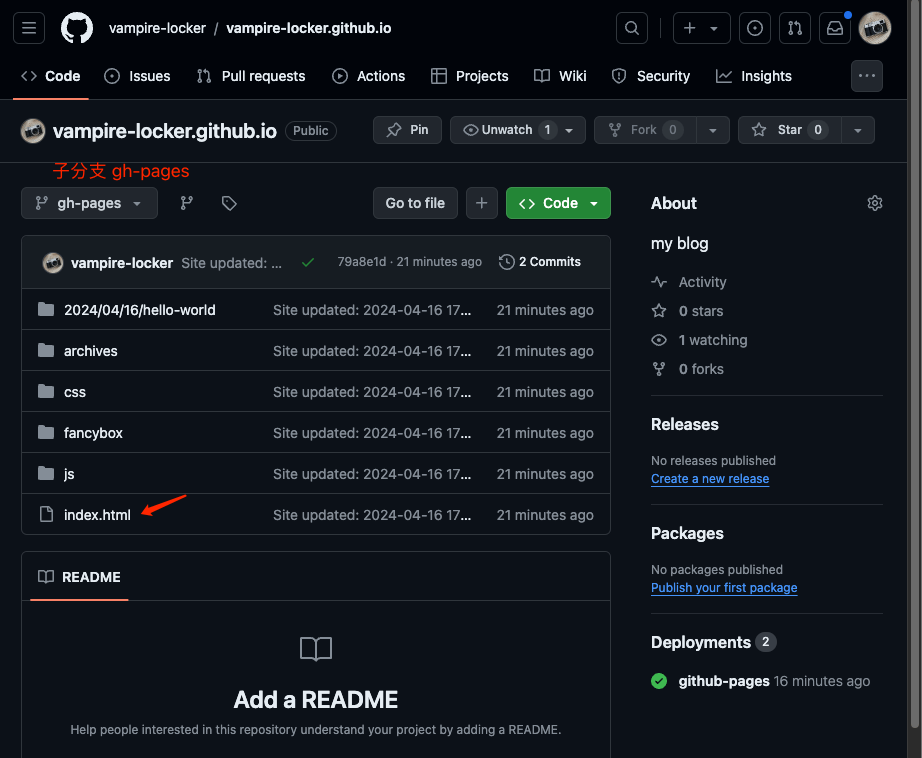 vampire-locker / vampire-locker.github.io
Code Issues Pull requests Actions Projects Wiki Security Insights
vampire-locker.github.io Public Pin Unwatch 1 Fork 0 Star 0
子分支 gh-pages
gh-pages Go to file Code
vampire-locker Site updated: ... 79a8e1d · 21 minutes ago 2 Commits
2024/04/16/hello-world Site updated: 2024-04-16 17... 21 minutes ago
archives Site updated: 2024-04-16 17... 21 minutes ago
css Site updated: 2024-04-16 17... 21 minutes ago
fancybox Site updated: 2024-04-16 17... 21 minutes ago
js Site updated: 2024-04-16 17... 21 minutes ago
index.html Site updated: 2024-04-16 17... 21 minutes ago
README
Add a README
Help people interested in this repository understand your project by adding a README.
About
my blog
Activity
0 stars
1 watching
0 forks
Releases
No releases published
Create a new release
Packages
No packages published
Publish your first package
Deployments 2
github-pages 16 minutes ago